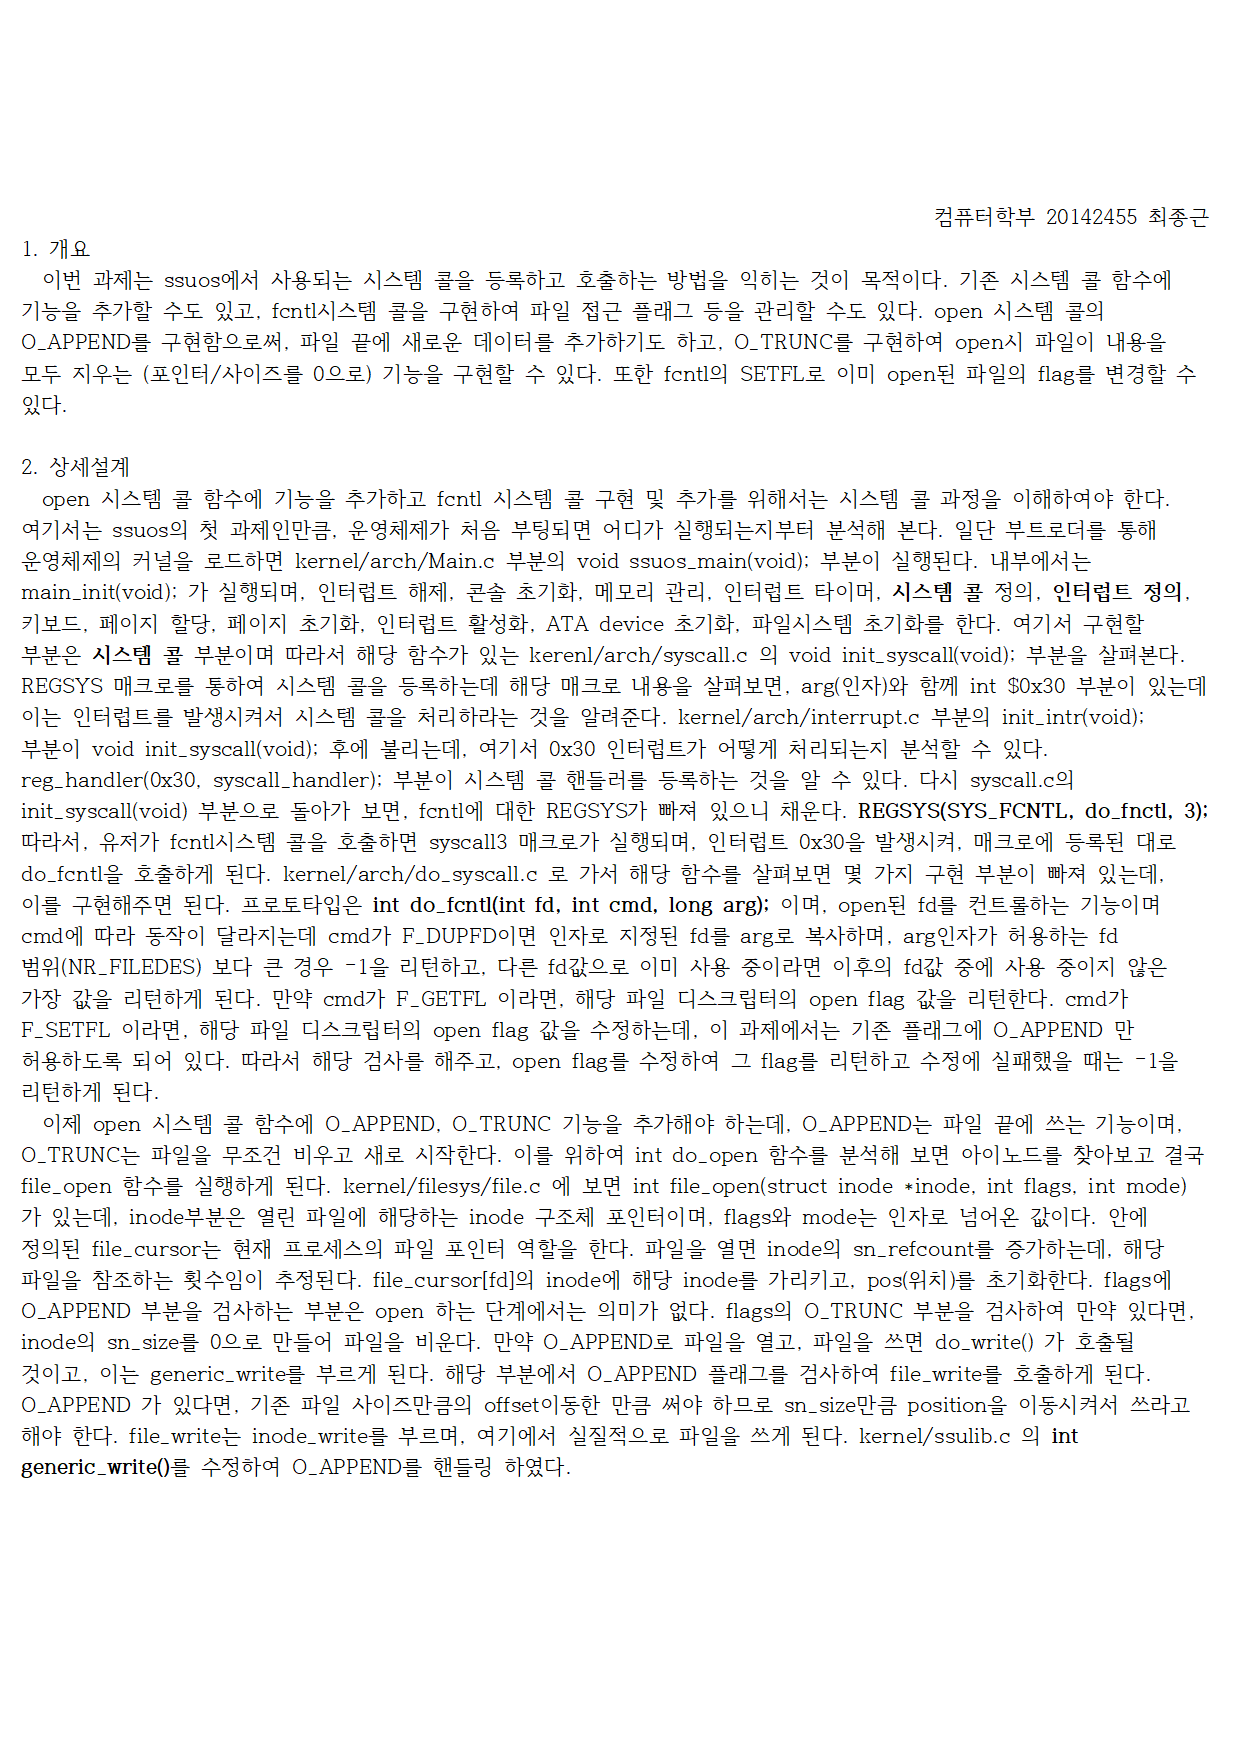 컴퓨터학부 20142455 최종근
1. 개요
이번 과제는 ssuos에서 사용되는 시스템 콜을 등록하고 호출하는 방법을 익히는 것이 목적이다. 기존 시스템 콜 함수에
기능을 추가할 수도 있고, fcntl시스템 콜을 구현하여 파일 접근 플래그 등을 관리할 수도 있다. open 시스템 콜의
O_APPEND를 구현함으로써, 파일 끝에 새로운 데이터를 추가하기도 하고, O_TRUNC를 구현하여 open시 파일이 내용을
모두 지우는 (포인터/사이즈를 0으로) 기능을 구현할 수 있다. 또한 fcntl의 SETFL로 이미 open된 파일의 flag를 변경할 수
있다.
2. 상세설계
open 시스템 콜 함수에 기능을 추가하고 fcntl 시스템 콜 구현 및 추가를 위해서는 시스템 콜 과정을 이해하여야 한다.
여기서는 ssuos의 첫 과제인만큼, 운영체제가 처음 부팅되면 어디가 실행되는지부터 분석해 본다. 일단 부트로더를 통해
운영체제의 커널을 로드하면 kernel/arch/Main.c 부분의 void ssuos_main(void); 부분이 실행된다. 내부에서는
main_init(void); 가 실행되며, 인터럽트 해제, 콘솔 초기화, 메모리 관리, 인터럽트 타이머, 시스템 콜 정의, 인터럽트 정의,
키보드, 페이지 할당, 페이지 초기화, 인터럽트 활성화, ATA device 초기화, 파일시스템 초기화를 한다. 여기서 구현할
부분은 시스템 콜 부분이며 따라서 해당 함수가 있는 kerenl/arch/syscall.c 의 void init_syscall(void); 부분을 살펴본다.
REGSYS 매크로를 통하여 시스템 콜을 등록하는데 해당 매크로 내용을 살펴보면, arg(인자)와 함께 int $0x30 부분이 있는데
이는 인터럽트를 발생시켜서 시스템 콜을 처리하라는 것을 알려준다. kernel/arch/interrupt.c 부분의 init_intr(void);
부분이 void init_syscall(void); 후에 불리는데, 여기서 0x30 인터럽트가 어떻게 처리되는지 분석할 수 있다.
reg_handler(0x30, syscall_handler); 부분이 시스템 콜 핸들러를 등록하는 것을 알 수 있다. 다시 syscall.c의
init_syscall(void) 부분으로 돌아가 보면, fcntl에 대한 REGSYS가 빠져 있으니 채운다. REGSYS(SYS_FCNTL, do_fnctl, 3);
따라서, 유저가 fcntl시스템 콜을 호출하면 syscall3 매크로가 실행되며, 인터럽트 0x30을 발생시켜, 매크로에 등록된 대로
do_fcntl을 호출하게 된다. kernel/arch/do_syscall.c 로 가서 해당 함수를 살펴보면 몇 가지 구현 부분이 빠져 있는데,
이를 구현해주면 된다. 프로토타입은 int do_fcntl(int fd, int cmd, long arg); 이며, open된 fd를 컨트롤하는 기능이며
cmd에 따라 동작이 달라지는데 cmd가 F_DUPFD이면 인자로 지정된 fd를 arg로 복사하며, arg인자가 허용하는 fd
범위(NR_FILEDES) 보다 큰 경우 -1을 리턴하고, 다른 fd값으로 이미 사용 중이라면 이후의 fd값 중에 사용 중이지 않은
가장 값을 리턴하게 된다. 만약 cmd가 F_GETFL 이라면, 해당 파일 디스크립터의 open flag 값을 리턴한다. cmd가
F_SETFL 이라면, 해당 파일 디스크립터의 open flag 값을 수정하는데, 이 과제에서는 기존 플래그에 O_APPEND 만
허용하도록 되어 있다. 따라서 해당 검사를 해주고, open flag를 수정하여 그 flag를 리턴하고 수정에 실패했을 때는 -1을
리턴하게 된다.
이제 open 시스템 콜 함수에 O_APPEND, O_TRUNC 기능을 추가해야 하는데, O_APPEND는 파일 끝에 쓰는 기능이며,
O_TRUNC는 파일을 무조건 비우고 새로 시작한다. 이를 위하여 int do_open 함수를 분석해 보면 아이노드를 찾아보고 결국
file_open 함수를 실행하게 된다. kernel/filesys/file.c 에 보면 int file_open(struct inode *inode, int flags, int mode)
가 있는데, inode부분은 열린 파일에 해당하는 inode 구조체 포인터이며, flags와 mode는 인자로 넘어온 값이다. 안에
정의된 file_cursor는 현재 프로세스의 파일 포인터 역할을 한다. 파일을 열면 inode의 sn_refcount를 증가하는데, 해당
파일을 참조하는 횟수임이 추정된다. file_cursor[fd]의 inode에 해당 inode를 가리키고, pos(위치)를 초기화한다. flags에
O_APPEND 부분을 검사하는 부분은 open 하는 단계에서는 의미가 없다. flags의 O_TRUNC 부분을 검사하여 만약 있다면,
inode의 sn_size를 0으로 만들어 파일을 비운다. 만약 O_APPEND로 파일을 열고, 파일을 쓰면 do_write() 가 호출될
것이고, 이는 generic_write를 부르게 된다. 해당 부분에서 O_APPEND 플래그를 검사하여 file_write를 호출하게 된다.
O_APPEND 가 있다면, 기존 파일 사이즈만큼의 offset이동한 만큼 써야 하므로 sn_size만큼 position을 이동시켜서 쓰라고
해야 한다. file_write는 inode_write를 부르며, 여기에서 실질적으로 파일을 쓰게 된다. kernel/ssulib.c 의 int
generic_write()를 수정하여 O_APPEND를 핸들링 하였다.